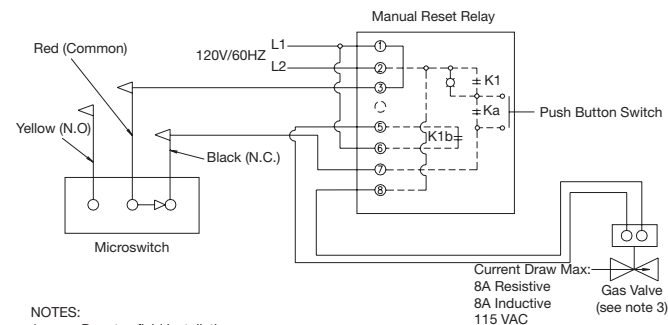 Manual Reset Relay
Red (Common)
120V/60HZ
L1
L2
1
2
3
5
6
7
8
K1
Ka
K1b
Push Button Switch
Yellow (N.O)
Black (N.C.)
Microswitch
Current Draw Max:
8A Resistive
8A Inductive
115 VAC
Gas Valve
(see note 3)
NOTES: